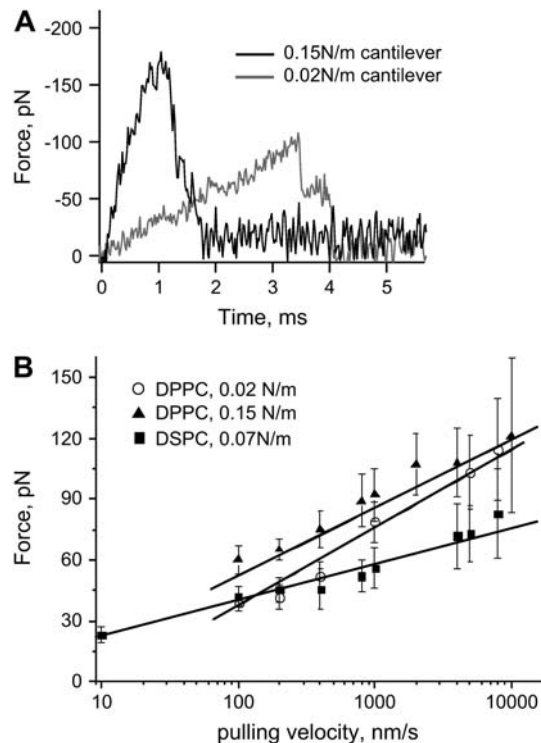 A
-200
-150
-100
-50
0
Force, pN
0.15N/m cantilever
0.02N/m cantilever
0 1 2 3 4 5
Time, ms
B
150
120
90
60
30
0
Force, pN
DPPC, 0.02 N/m
DPPC, 0.15 N/m
DSPC, 0.07N/m
10 100 1000 10000
pulling velocity, nm/s